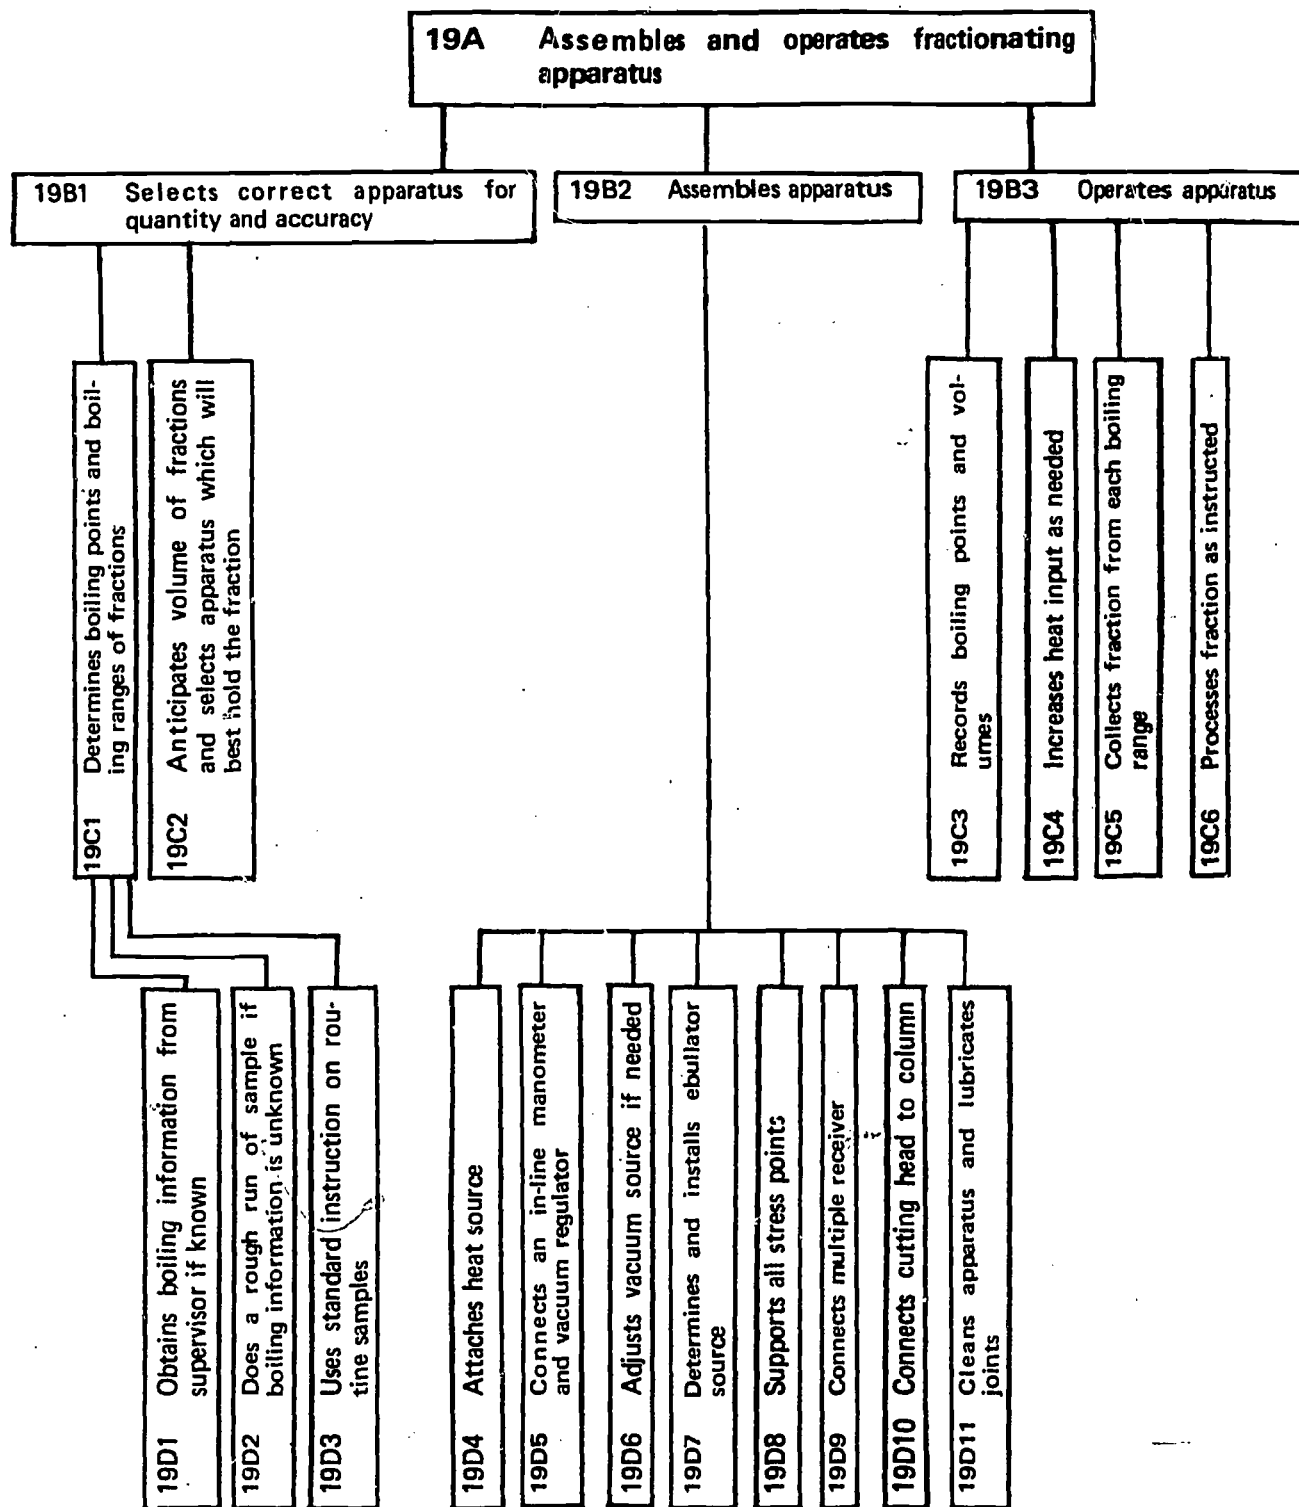 19A Assembles and operates fractionating
apparatus
19B1 Selects correct apparatus for
quantity and accuracy
19B2 Assembles apparatus
19B3 Operates apparatus
19C1 Determines boiling points and boil-
ing ranges of fractions
19C2 Anticipates volume of fractions
and selects apparatus which will
best hold the fraction
19C3 Records boiling points and vol-
umes
19C4 Increases heat input as needed
19C5 Collects fraction from each boiling
range
19C6 Processes fraction as instructed
19D1 Obtains boiling information from
supervisor if known
19D2 Does a rough run of sample if
boiling information is unknown
19D3 Uses standard instruction on rou-
tine samples
19D4 Attaches heat source
19D5 Connects an in-line manometer
and vacuum regulator
19D6 Adjusts vacuum source if needed
19D7 Determines and installs ebullator
source
19D8 Supports all stress points
19D9 Connects multiple receiver
19D10 Connects cutting head to column
19D11 Cleans apparatus and lubricates
joints